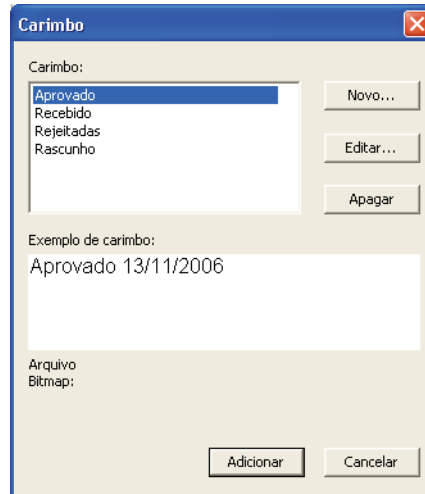 Carimbo
Carimbo:
Aprovado
Recebido
Rejeitadas
Rascunho
Novo...
Editar...
Apagar
Exemplo de carimbo:
Aprovado 13/11/2006
Arquivo
Bitmap:
Adicionar
Cancelar